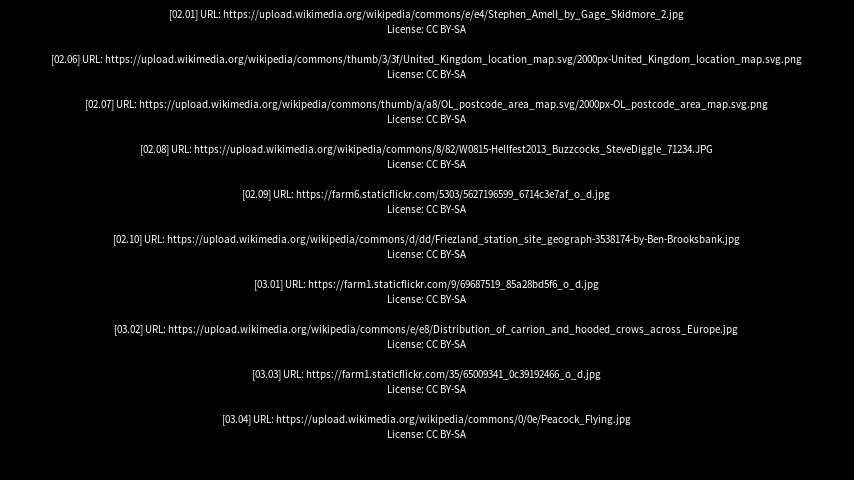 [02.01] URL: https://upload.wikimedia.org/wikipedia/commons/e/e4/Stephen_Amell_by_Gage_Skidmore_2.jpg
License: CC BY-SA
[02.06] URL: https://upload.wikimedia.org/wikipedia/commons/thumb/3/3f/United_Kingdom_location_map.svg/2000px-United_Kingdom_location_map.svg.png
License: CC BY-SA
[02.07] URL: https://upload.wikimedia.org/wikipedia/commons/thumb/a/a8/OL_postcode_area_map.svg/2000px-OL_postcode_area_map.svg.png
License: CC BY-SA
[02.08] URL: https://upload.wikimedia.org/wikipedia/commons/8/82/W0815-Hellfest2013_Buzzcocks_SteveDiggle_71234.JPG
License: CC BY-SA
[02.09] URL: https://farm6.staticflickr.com/5303/5627196599_6714c3e7af_o_d.jpg
License: CC BY-SA
[02.10] URL: https://upload.wikimedia.org/wikipedia/commons/d/dd/Friezland_station_site_geograph-3538174-by-Ben-Brooksbank.jpg
License: CC BY-SA
[03.01] URL: https://farm1.staticflickr.com/9/69687519_85a28bd5f6_o_d.jpg
License: CC BY-SA
[03.02] URL: https://upload.wikimedia.org/wikipedia/commons/e/e8/Distribution_of_carrion_and_hooded_crows_across_Europe.jpg
License: CC BY-SA
[03.03] URL: https://farm1.staticflickr.com/35/65009341_0c39192466_o_d.jpg
License: CC BY-SA
[03.04] URL: https://upload.wikimedia.org/wikipedia/commons/0/0e/Peacock_Flying.jpg
License: CC BY-SA